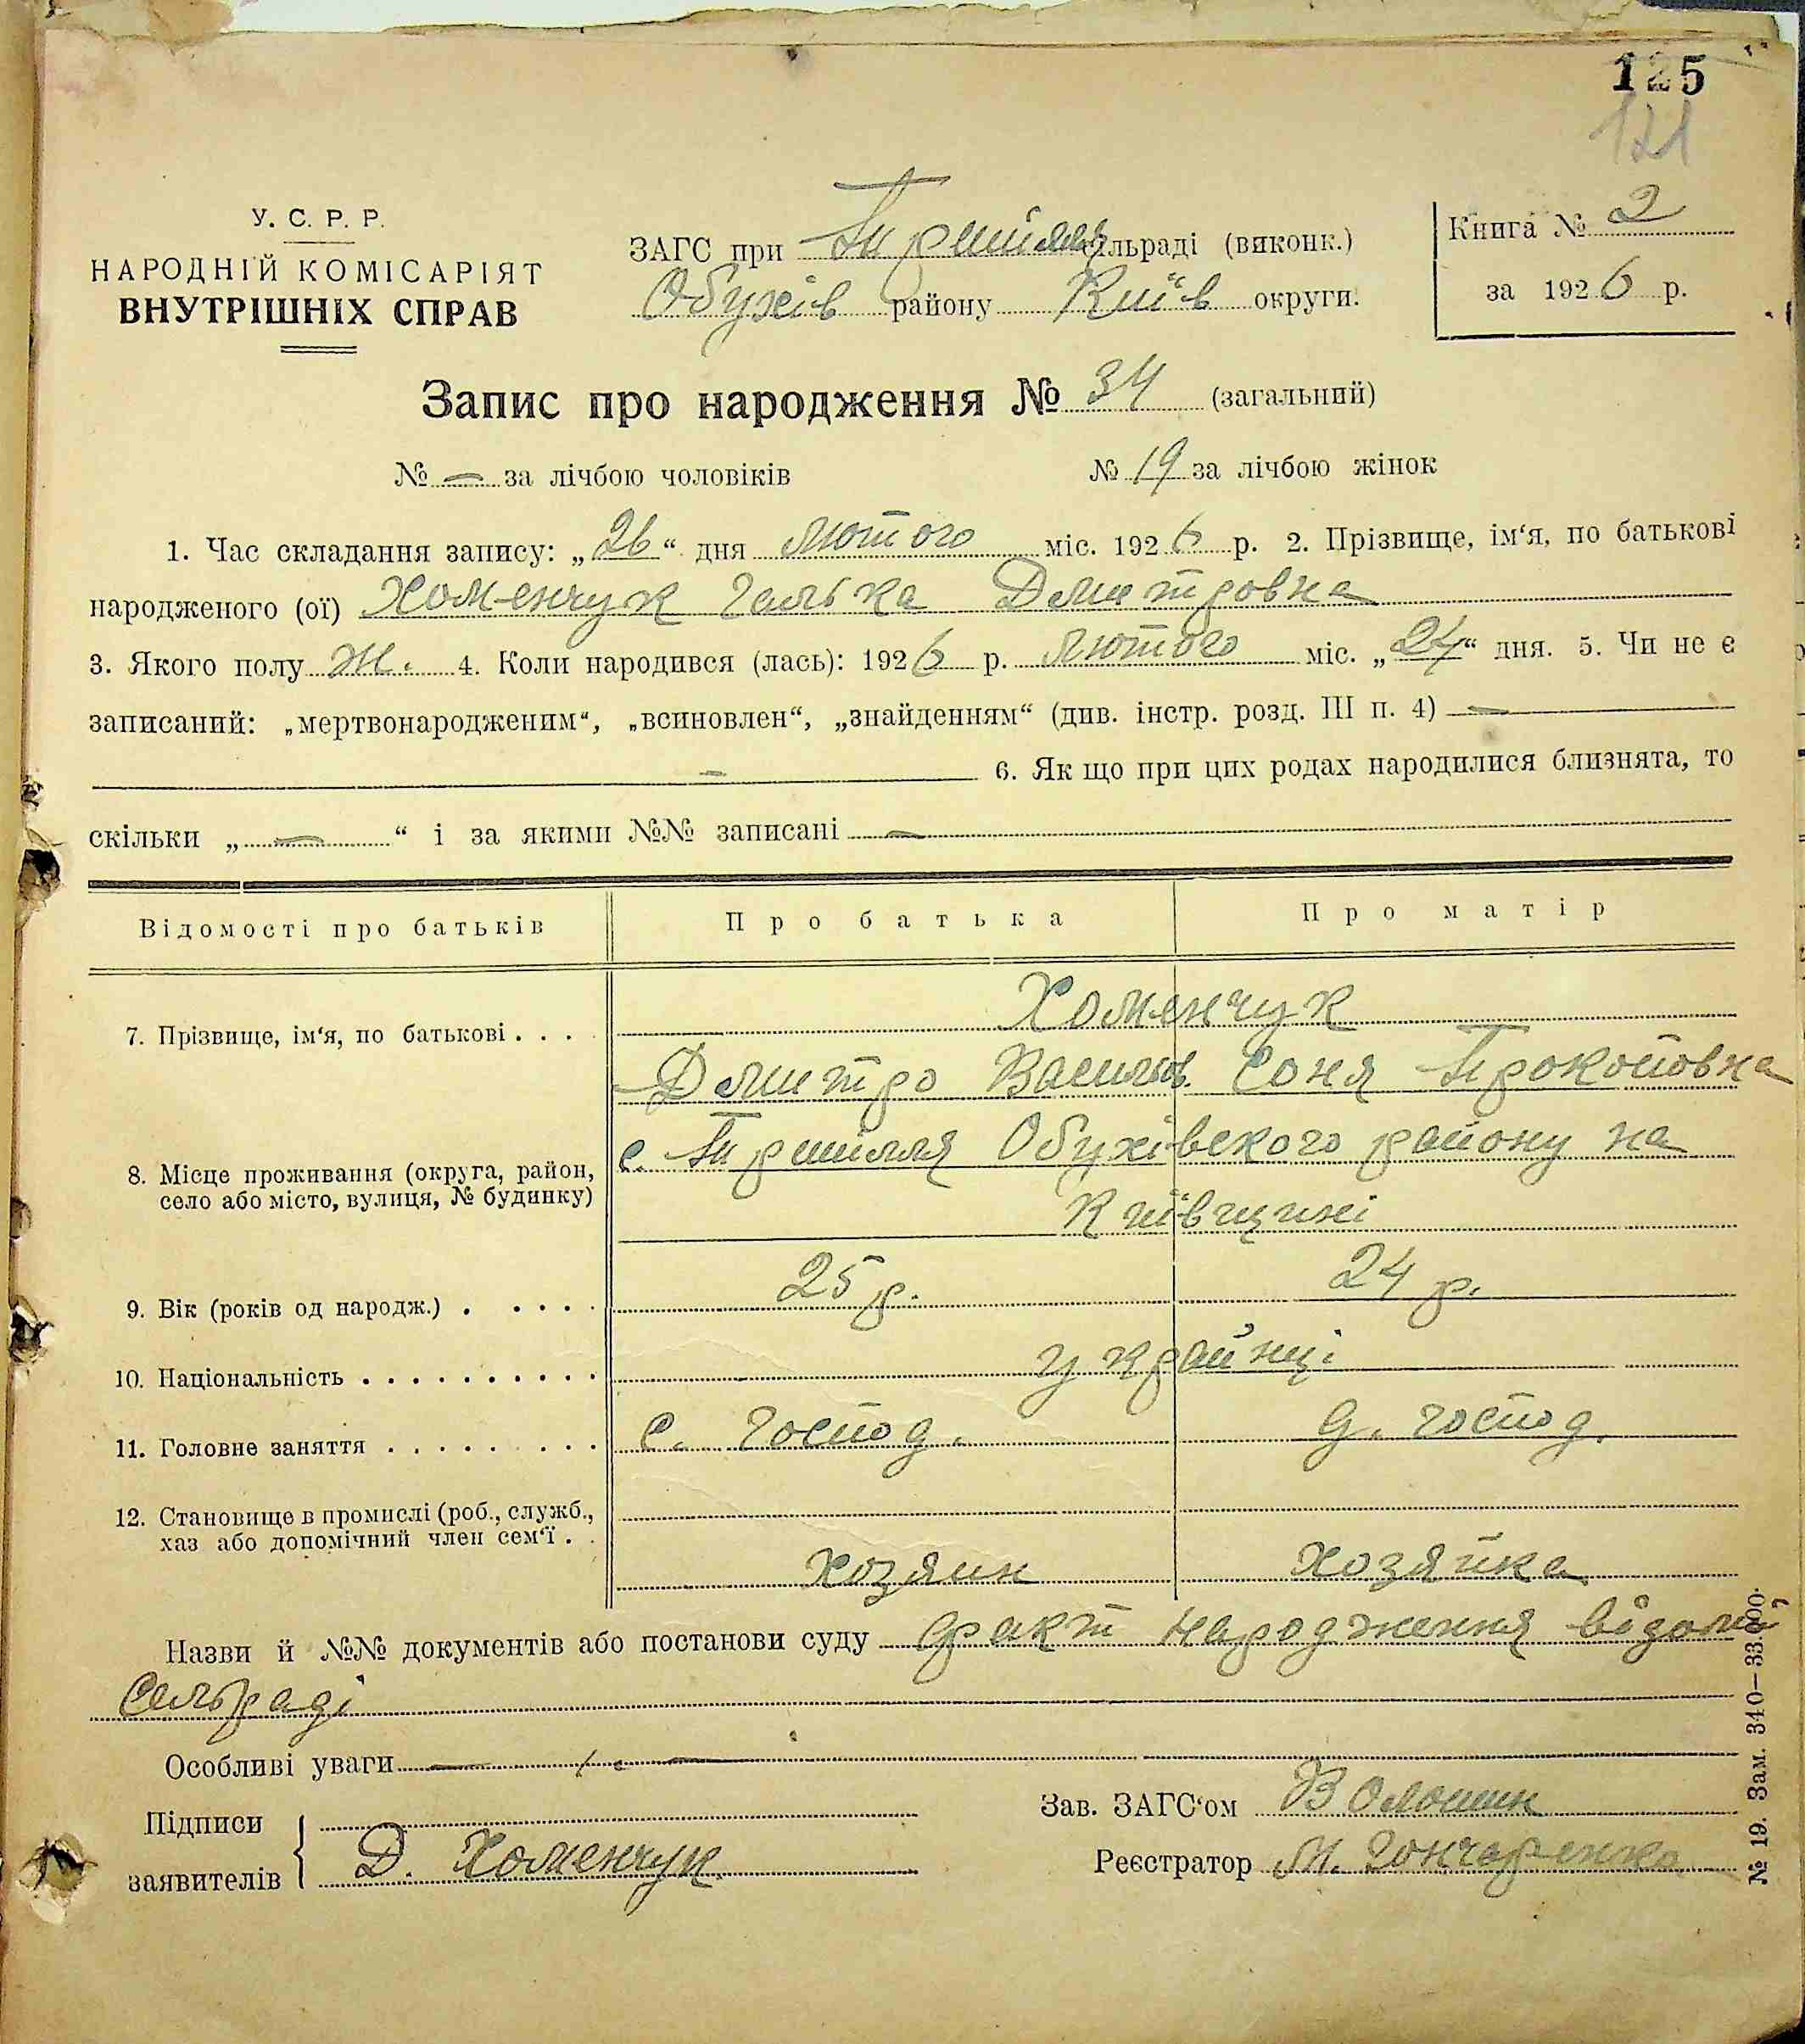 125
121
У. С. Р. Р.
НАРОДНІЙ КОМІСАРІЯТ
ВНУТРІШНІХ СПРАВ
ЗАГС при сільраді (виконк.)
Обухів району Київ округи.
Книга № 2
за 1926 р.
Запис про народження № 34 (загальний)
№ — за лічбою чоловіків № 19 за лічбою жінок
1. Час складання запису: „26“ дня лютого міс. 1926 р. 2. Прізвище, ім‘я, по батькові
народженого (ої) Хоменчук Галька Дмитровна
3. Якого полу Ж. 4. Коли народився (лась): 1926 р. лютого міс. „24“ дня. 5. Чи не є
записаний: „мертвонародженим“, „всиновлен“, „знайденням“ (див. інстр. розд. III п. 4) —
— 6. Як що при цих родах народилися близнята, то
скільки „—“ і за якими №№ записані —
Відомості про батьків Про батька Про матір
7. Прізвище, ім‘я, по батькові . . . Хоменчук
Дмитро Васильов. Соня Прокоповна
8. Місце проживання (округа, район,
село або місто, вулиця, № будинку)
с. Обухівского району на
Київщині
9. Вік (років од народж.) . . . . . 25 р. 24 р.
10. Національність . . . . . . . . . . українці
11. Головне заняття . . . . . . . . . с. господ. д. господ.
12. Становище в промислі (роб., служб.,
хаз або допомічний член сем‘ї . .
хозяин хозяйка
Назви й №№ документів або постанови суду факт народження відомо,
Сельраді
Особливі уваги —
Підписи
заявителів
Д. Хоменчук
Зав. ЗАГС‘ом Волошин
Реєстратор М. Гончаренко
№ 19. Зам. 340—33.000.